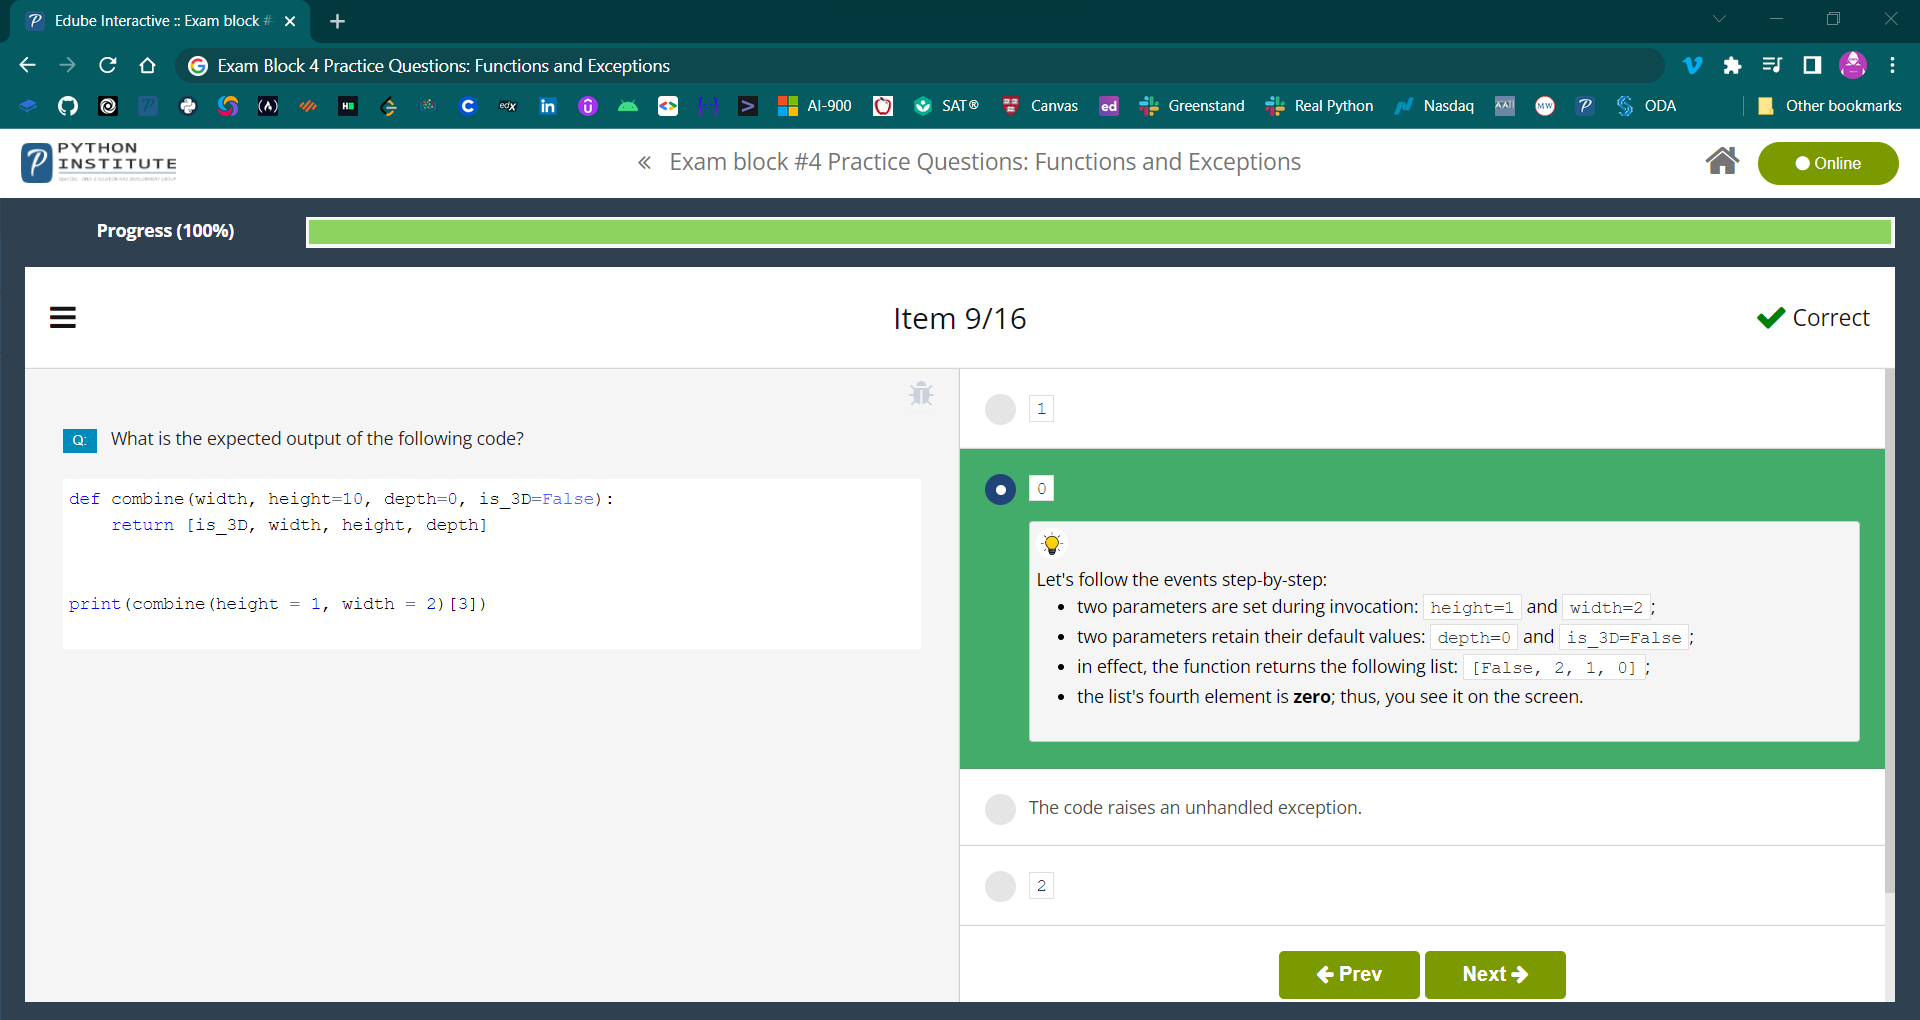 Edube Interactive :: Exam block #
Exam Block 4 Practice Questions: Functions and Exceptions
AI-900
SAT®
Canvas
ed
Greenstand
Real Python
Nasdaq
MW
ODA
Other bookmarks
PYTHON
INSTITUTE
« Exam block #4 Practice Questions: Functions and Exceptions
Online
Progress (100%)
Item 9/16
Correct
Q: What is the expected output of the following code?
def combine(width, height=10, depth=0, is_3D=False):
    return [is_3D, width, height, depth]
print(combine(height = 1, width = 2)[3])
1
0
Let's follow the events step-by-step:
• two parameters are set during invocation: height=1 and width=2;
• two parameters retain their default values: depth=0 and is_3D=False;
• in effect, the function returns the following list: [False, 2, 1, 0];
• the list's fourth element is zero; thus, you see it on the screen.
The code raises an unhandled exception.
2
Prev
Next